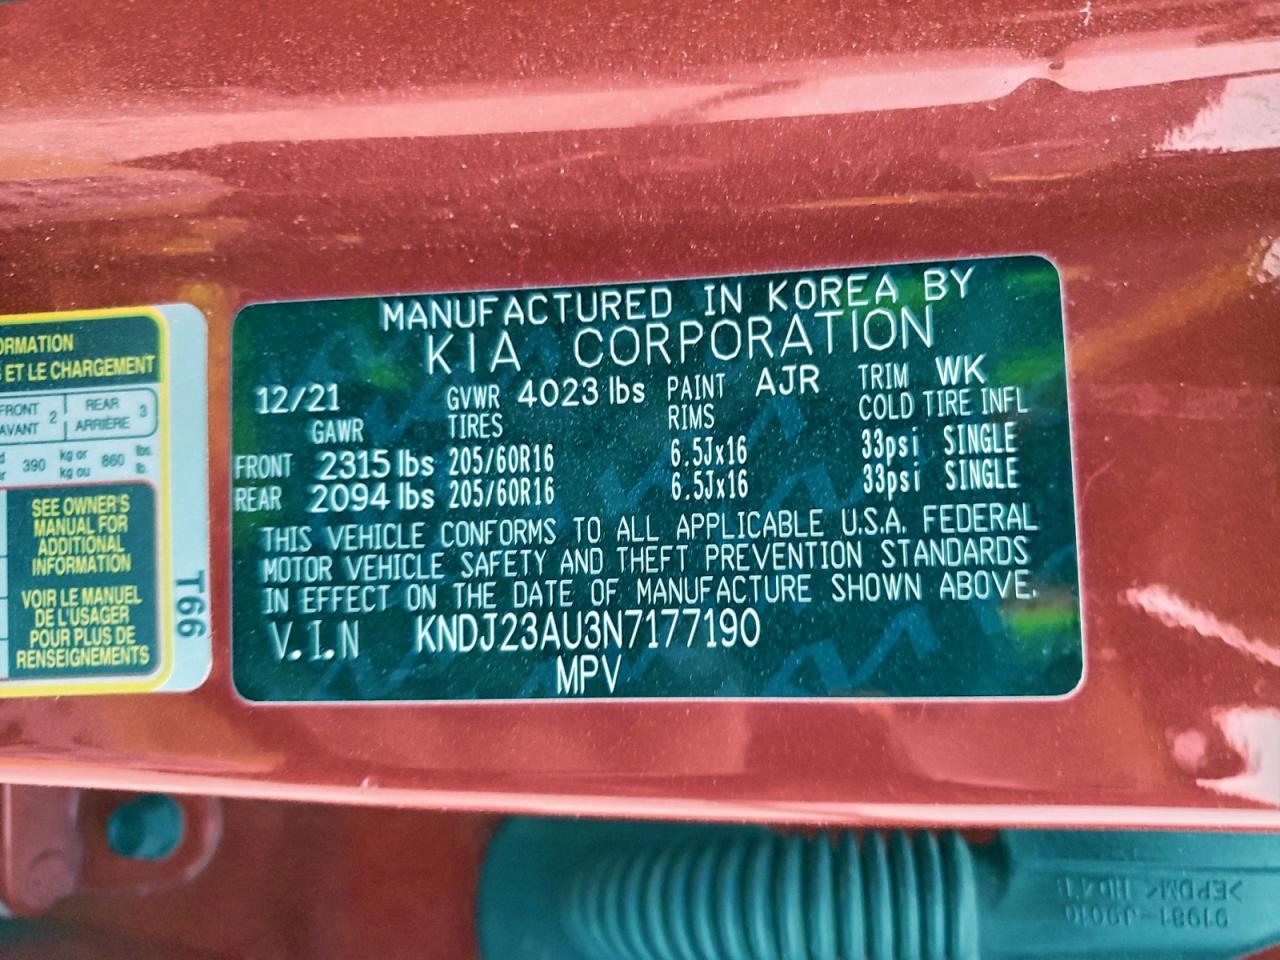 ORMATION
ET LE CHARGEMENT
FRONT 2 REAR 3
AVANT ARRIÈRE
390 kg or 860 lbs.
kg ou lb.
SEE OWNER'S
MANUAL FOR
ADDITIONAL
INFORMATION
VOIR LE MANUEL
DE L'USAGER
POUR PLUS DE
RENSEIGNEMENTS
T66
MANUFACTURED IN KOREA BY
KIA CORPORATION
12/21 GVWR 4023 lbs PAINT AJR TRIM WK
GAWR TIRES RIMS COLD TIRE INFL
FRONT 2315 lbs 205/60R16 6.5Jx16 33psi SINGLE
REAR 2094 lbs 205/60R16 6.5Jx16 33psi SINGLE
THIS VEHICLE CONFORMS TO ALL APPLICABLE U.S.A. FEDERAL
MOTOR VEHICLE SAFETY AND THEFT PREVENTION STANDARDS
IN EFFECT ON THE DATE OF MANUFACTURE SHOWN ABOVE.
V.I.N KNDJ23AU3N7177190
MPV
91981-J9010
>EPDM<